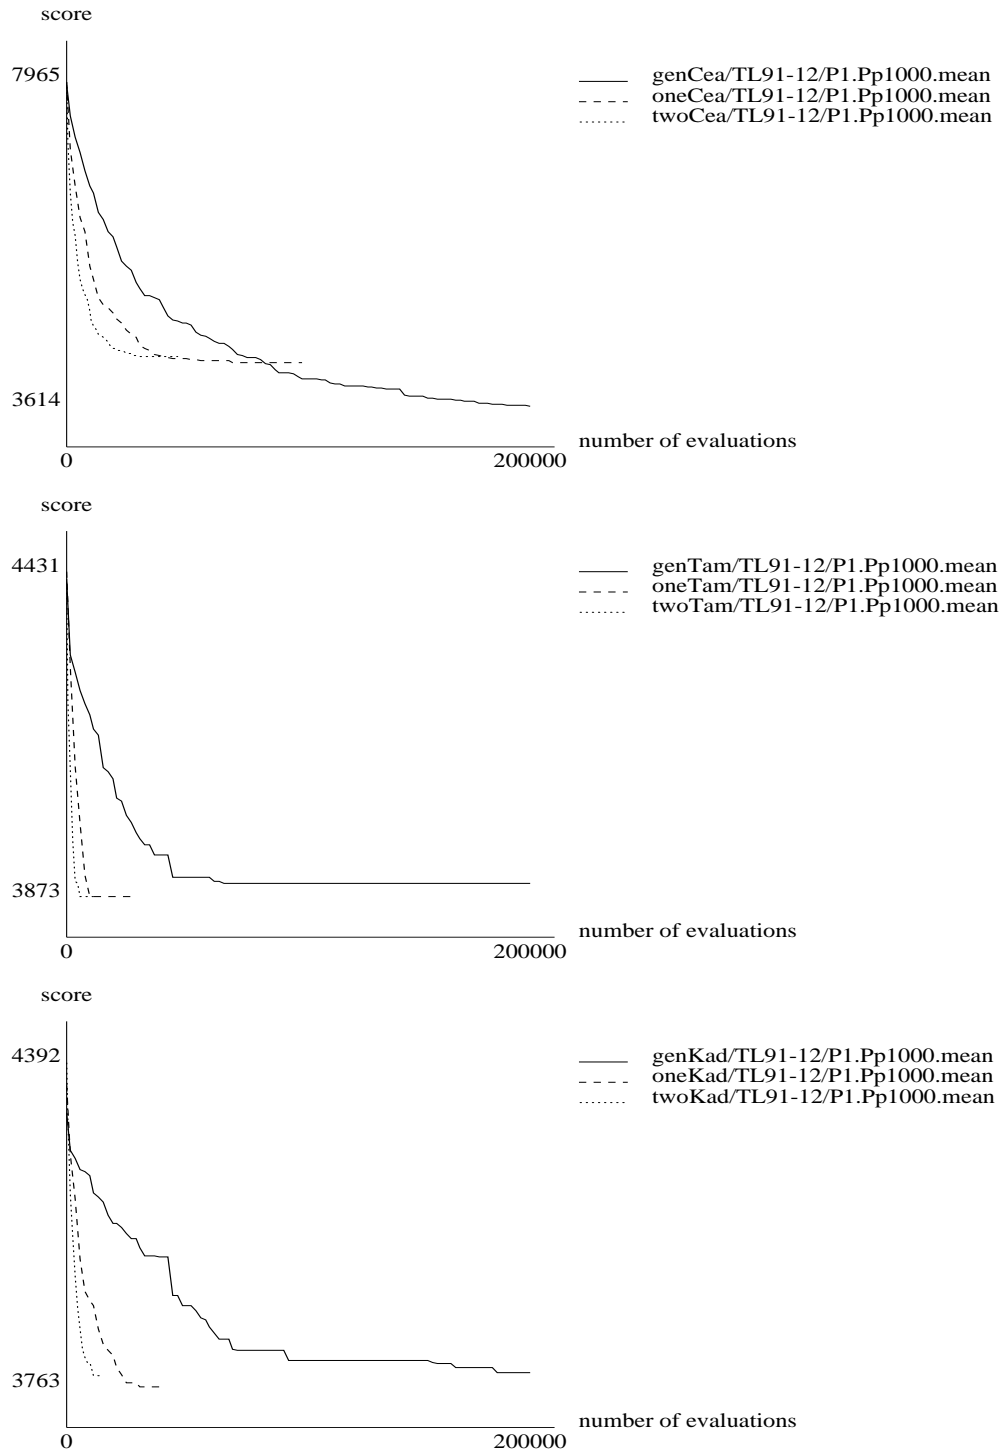 score
7965
genCea/TL91-12/P1.Pp1000.mean
oneCea/TL91-12/P1.Pp1000.mean
twoCea/TL91-12/P1.Pp1000.mean
3614
number of evaluations
0 200000
score
4431
genTam/TL91-12/P1.Pp1000.mean
oneTam/TL91-12/P1.Pp1000.mean
twoTam/TL91-12/P1.Pp1000.mean
3873
number of evaluations
0 200000
score
4392
genKad/TL91-12/P1.Pp1000.mean
oneKad/TL91-12/P1.Pp1000.mean
twoKad/TL91-12/P1.Pp1000.mean
3763
number of evaluations
0 200000